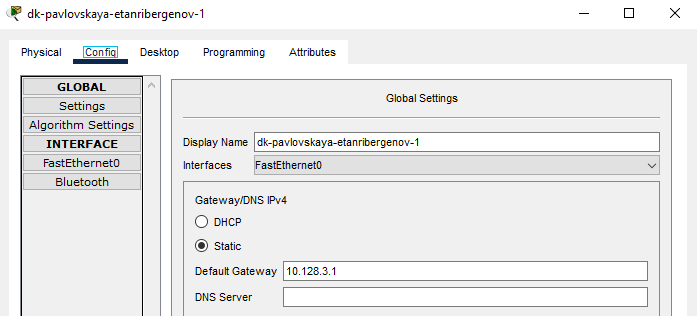 dk-pavlovskaya-etanribergenov-1
Physical Config Desktop Programming Attributes
GLOBAL
Settings
Algorithm Settings
INTERFACE
FastEthernet0
Bluetooth
Global Settings
Display Name dk-pavlovskaya-etanribergenov-1
Interfaces FastEthernet0
Gateway/DNS IPv4
DHCP
Static
Default Gateway 10.128.3.1
DNS Server